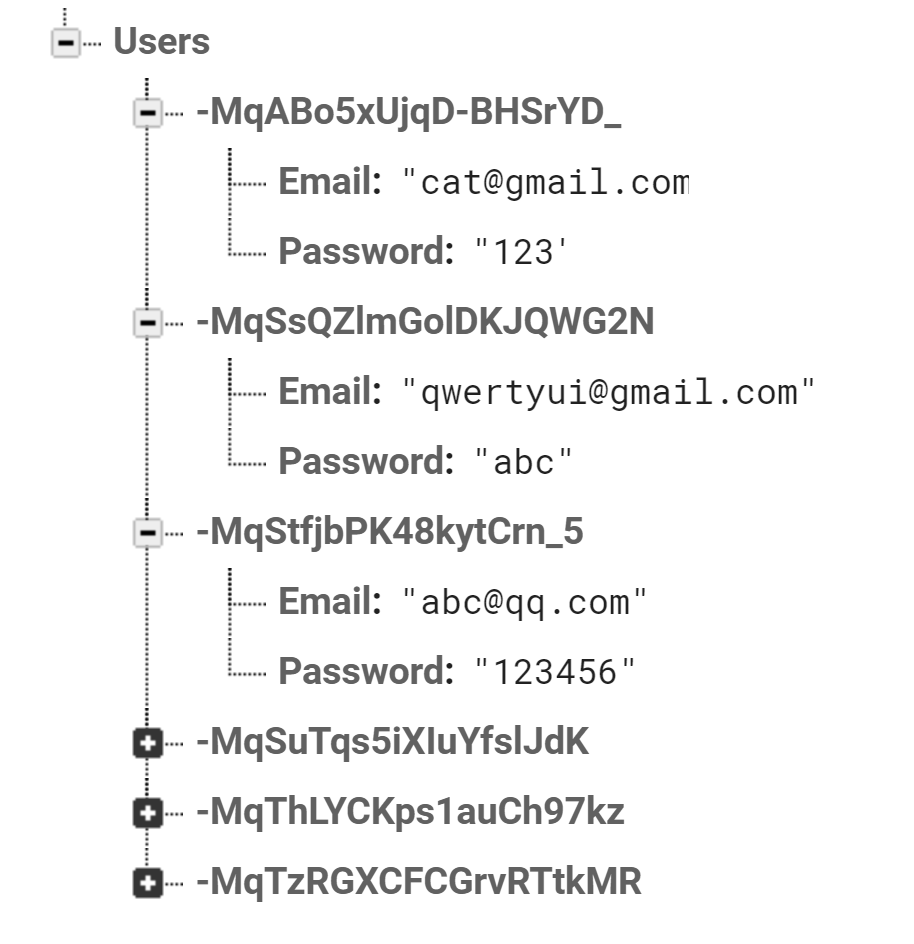 Users
-MqABo5xUjqD-BHSrYD_
Email: "cat@gmail.com
Password: "123'
-MqSsQZlmGolDKJQWG2N
Email: "qwertyui@gmail.com"
Password: "abc"
-MqStfjbPK48kytCrn_5
Email: "abc@qq.com"
Password: "123456"
-MqSuTqs5iXIuYfslJdK
-MqThLYCKps1auCh97kz
-MqTzRGXCFCGrvRTtkMR